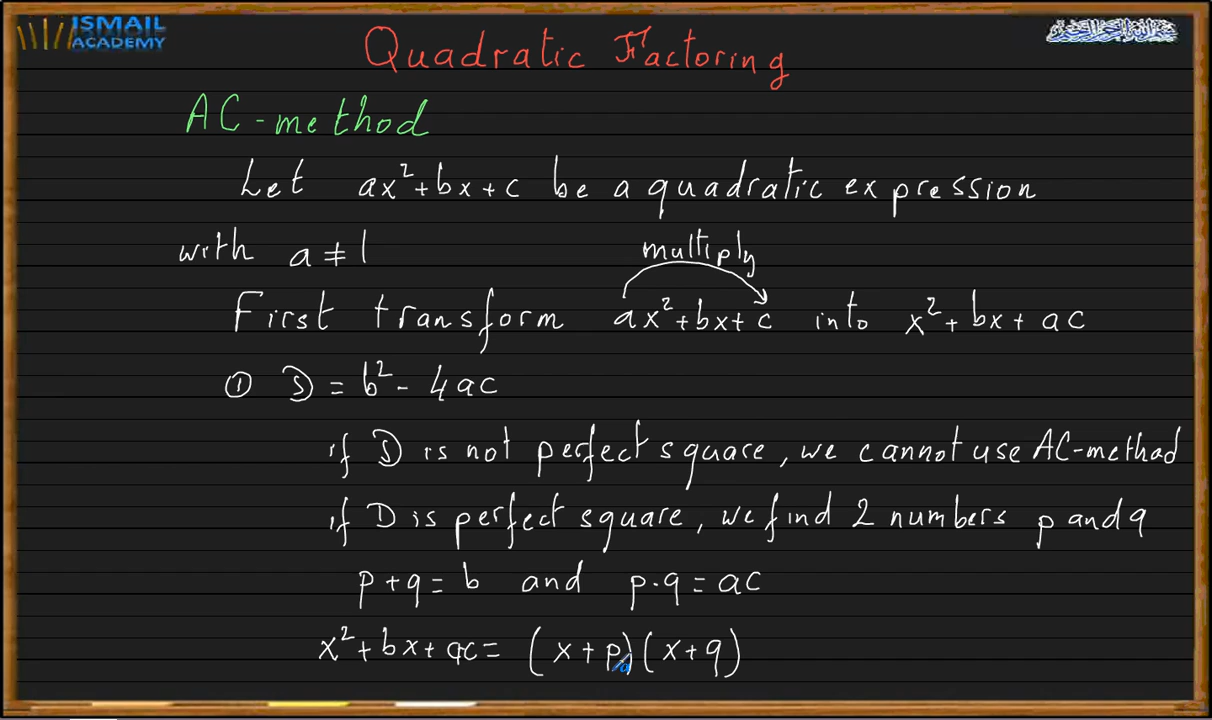 ISMAIL
ACADEMY
Quadratic Factoring
AC-method
Let ax²+bx+c be a quadratic expression
with a ≠ 1
multiply
First transform ax²+bx+c into x²+bx+ac
① D = b² - 4ac
if D is not perfect square, we cannot use AC-method
if D is perfect square, we find 2 numbers p and q
p+q = b and p·q = ac
x²+bx+ac = (x+p)(x+q)